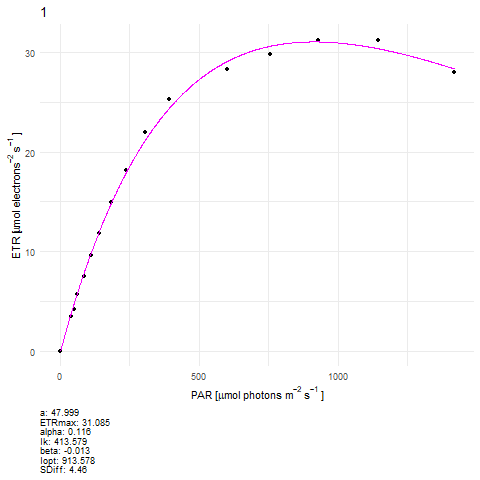 1
ETR [µmol electrons⁻² s⁻¹]
30
20
10
0
0
500
1000
PAR [µmol photons m⁻² s⁻¹]
a: 47.999
ETRmax: 31.085
alpha: 0.116
Ik: 413.579
beta: -0.013
Iopt: 913.578
SDiff: 4.46